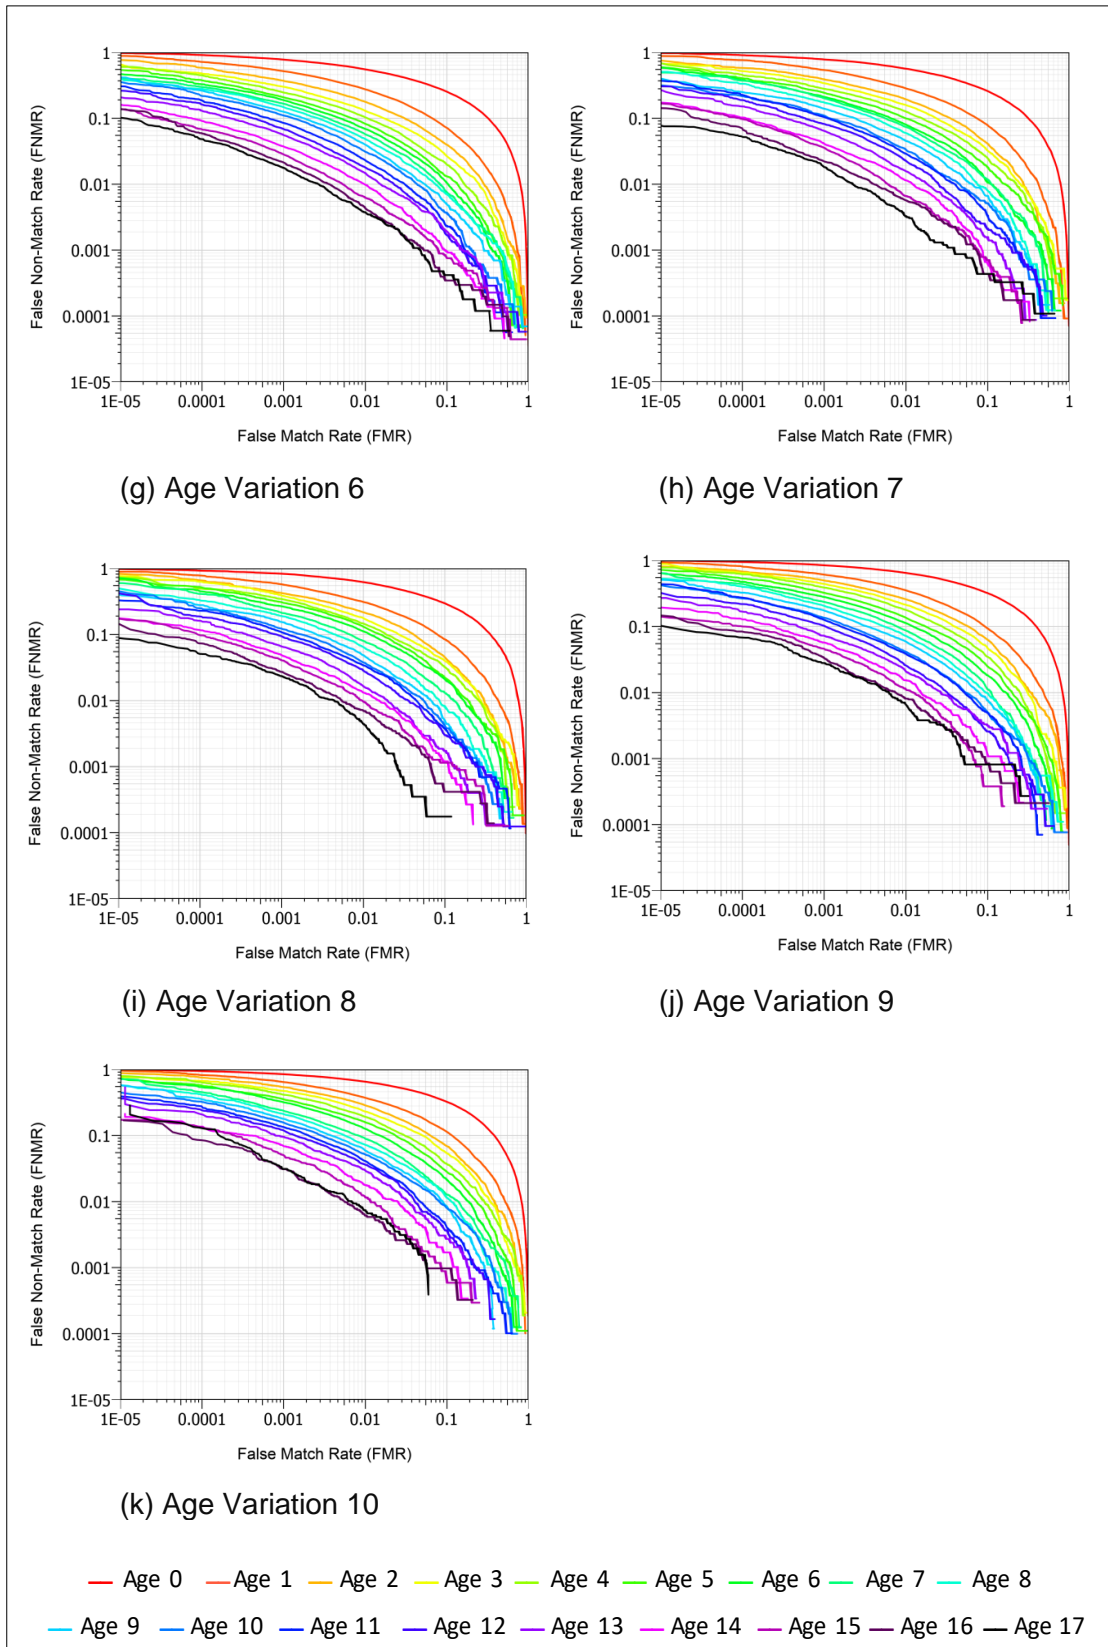 1
0.1
0.01
0.001
0.0001
1E-05
1E-05 0.0001 0.001 0.01 0.1 1
False Non-Match Rate (FNMR)
False Match Rate (FMR)
(g) Age Variation 6
1
0.1
0.01
0.001
0.0001
1E-05
1E-05 0.0001 0.001 0.01 0.1 1
False Non-Match Rate (FNMR)
False Match Rate (FMR)
(h) Age Variation 7
1
0.1
0.01
0.001
0.0001
1E-05
1E-05 0.0001 0.001 0.01 0.1 1
False Non-Match Rate (FNMR)
False Match Rate (FMR)
(i) Age Variation 8
1
0.1
0.01
0.001
0.0001
1E-05
1E-05 0.0001 0.001 0.01 0.1 1
False Non-Match Rate (FNMR)
False Match Rate (FMR)
(j) Age Variation 9
1
0.1
0.01
0.001
0.0001
1E-05
1E-05 0.0001 0.001 0.01 0.1 1
False Non-Match Rate (FNMR)
False Match Rate (FMR)
(k) Age Variation 10
Age 0 Age 1 Age 2 Age 3 Age 4 Age 5 Age 6 Age 7 Age 8
Age 9 Age 10 Age 11 Age 12 Age 13 Age 14 Age 15 Age 16 Age 17